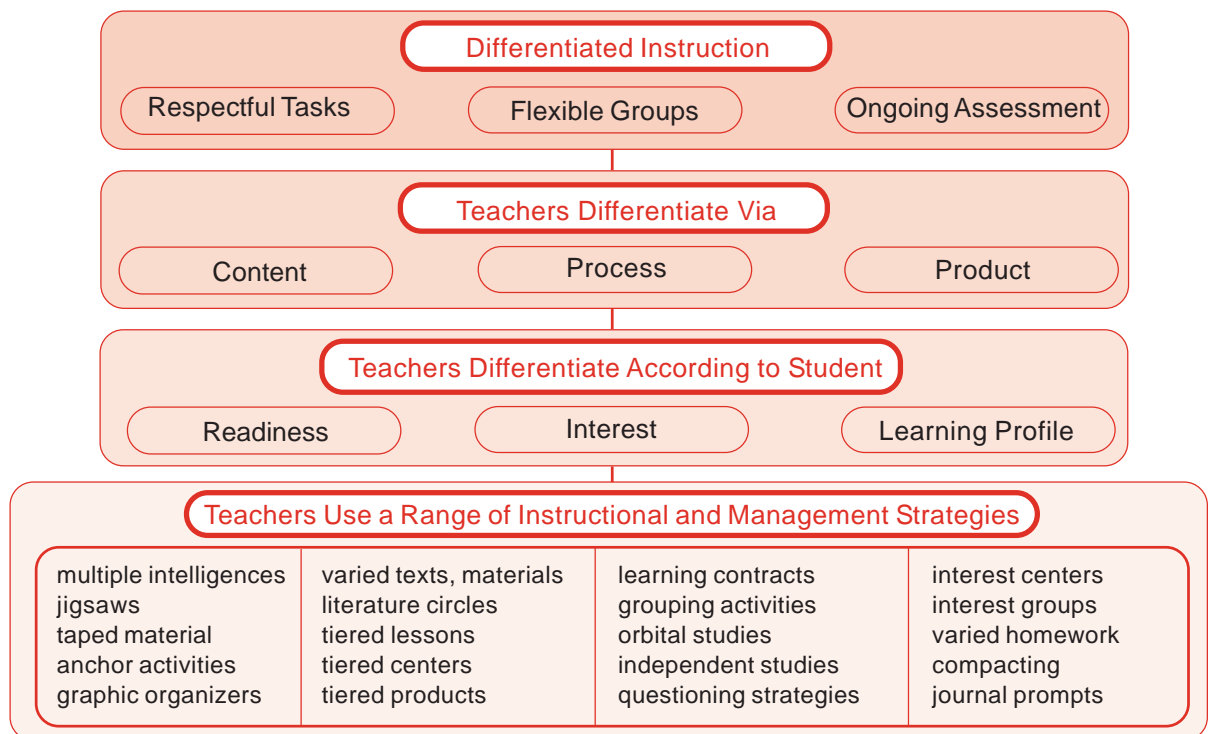 Differentiated Instruction
Respectful Tasks
Flexible Groups
Ongoing Assessment
Teachers Differentiate Via
Content
Process
Product
Teachers Differentiate According to Student
Readiness
Interest
Learning Profile
Teachers Use a Range of Instructional and Management Strategies
multiple intelligences
jigsaws
taped material
anchor activities
graphic organizers
varied texts, materials
literature circles
tiered lessons
tiered centers
tiered products
learning contracts
grouping activities
orbital studies
independent studies
questioning strategies
interest centers
interest groups
varied homework
compacting
journal prompts